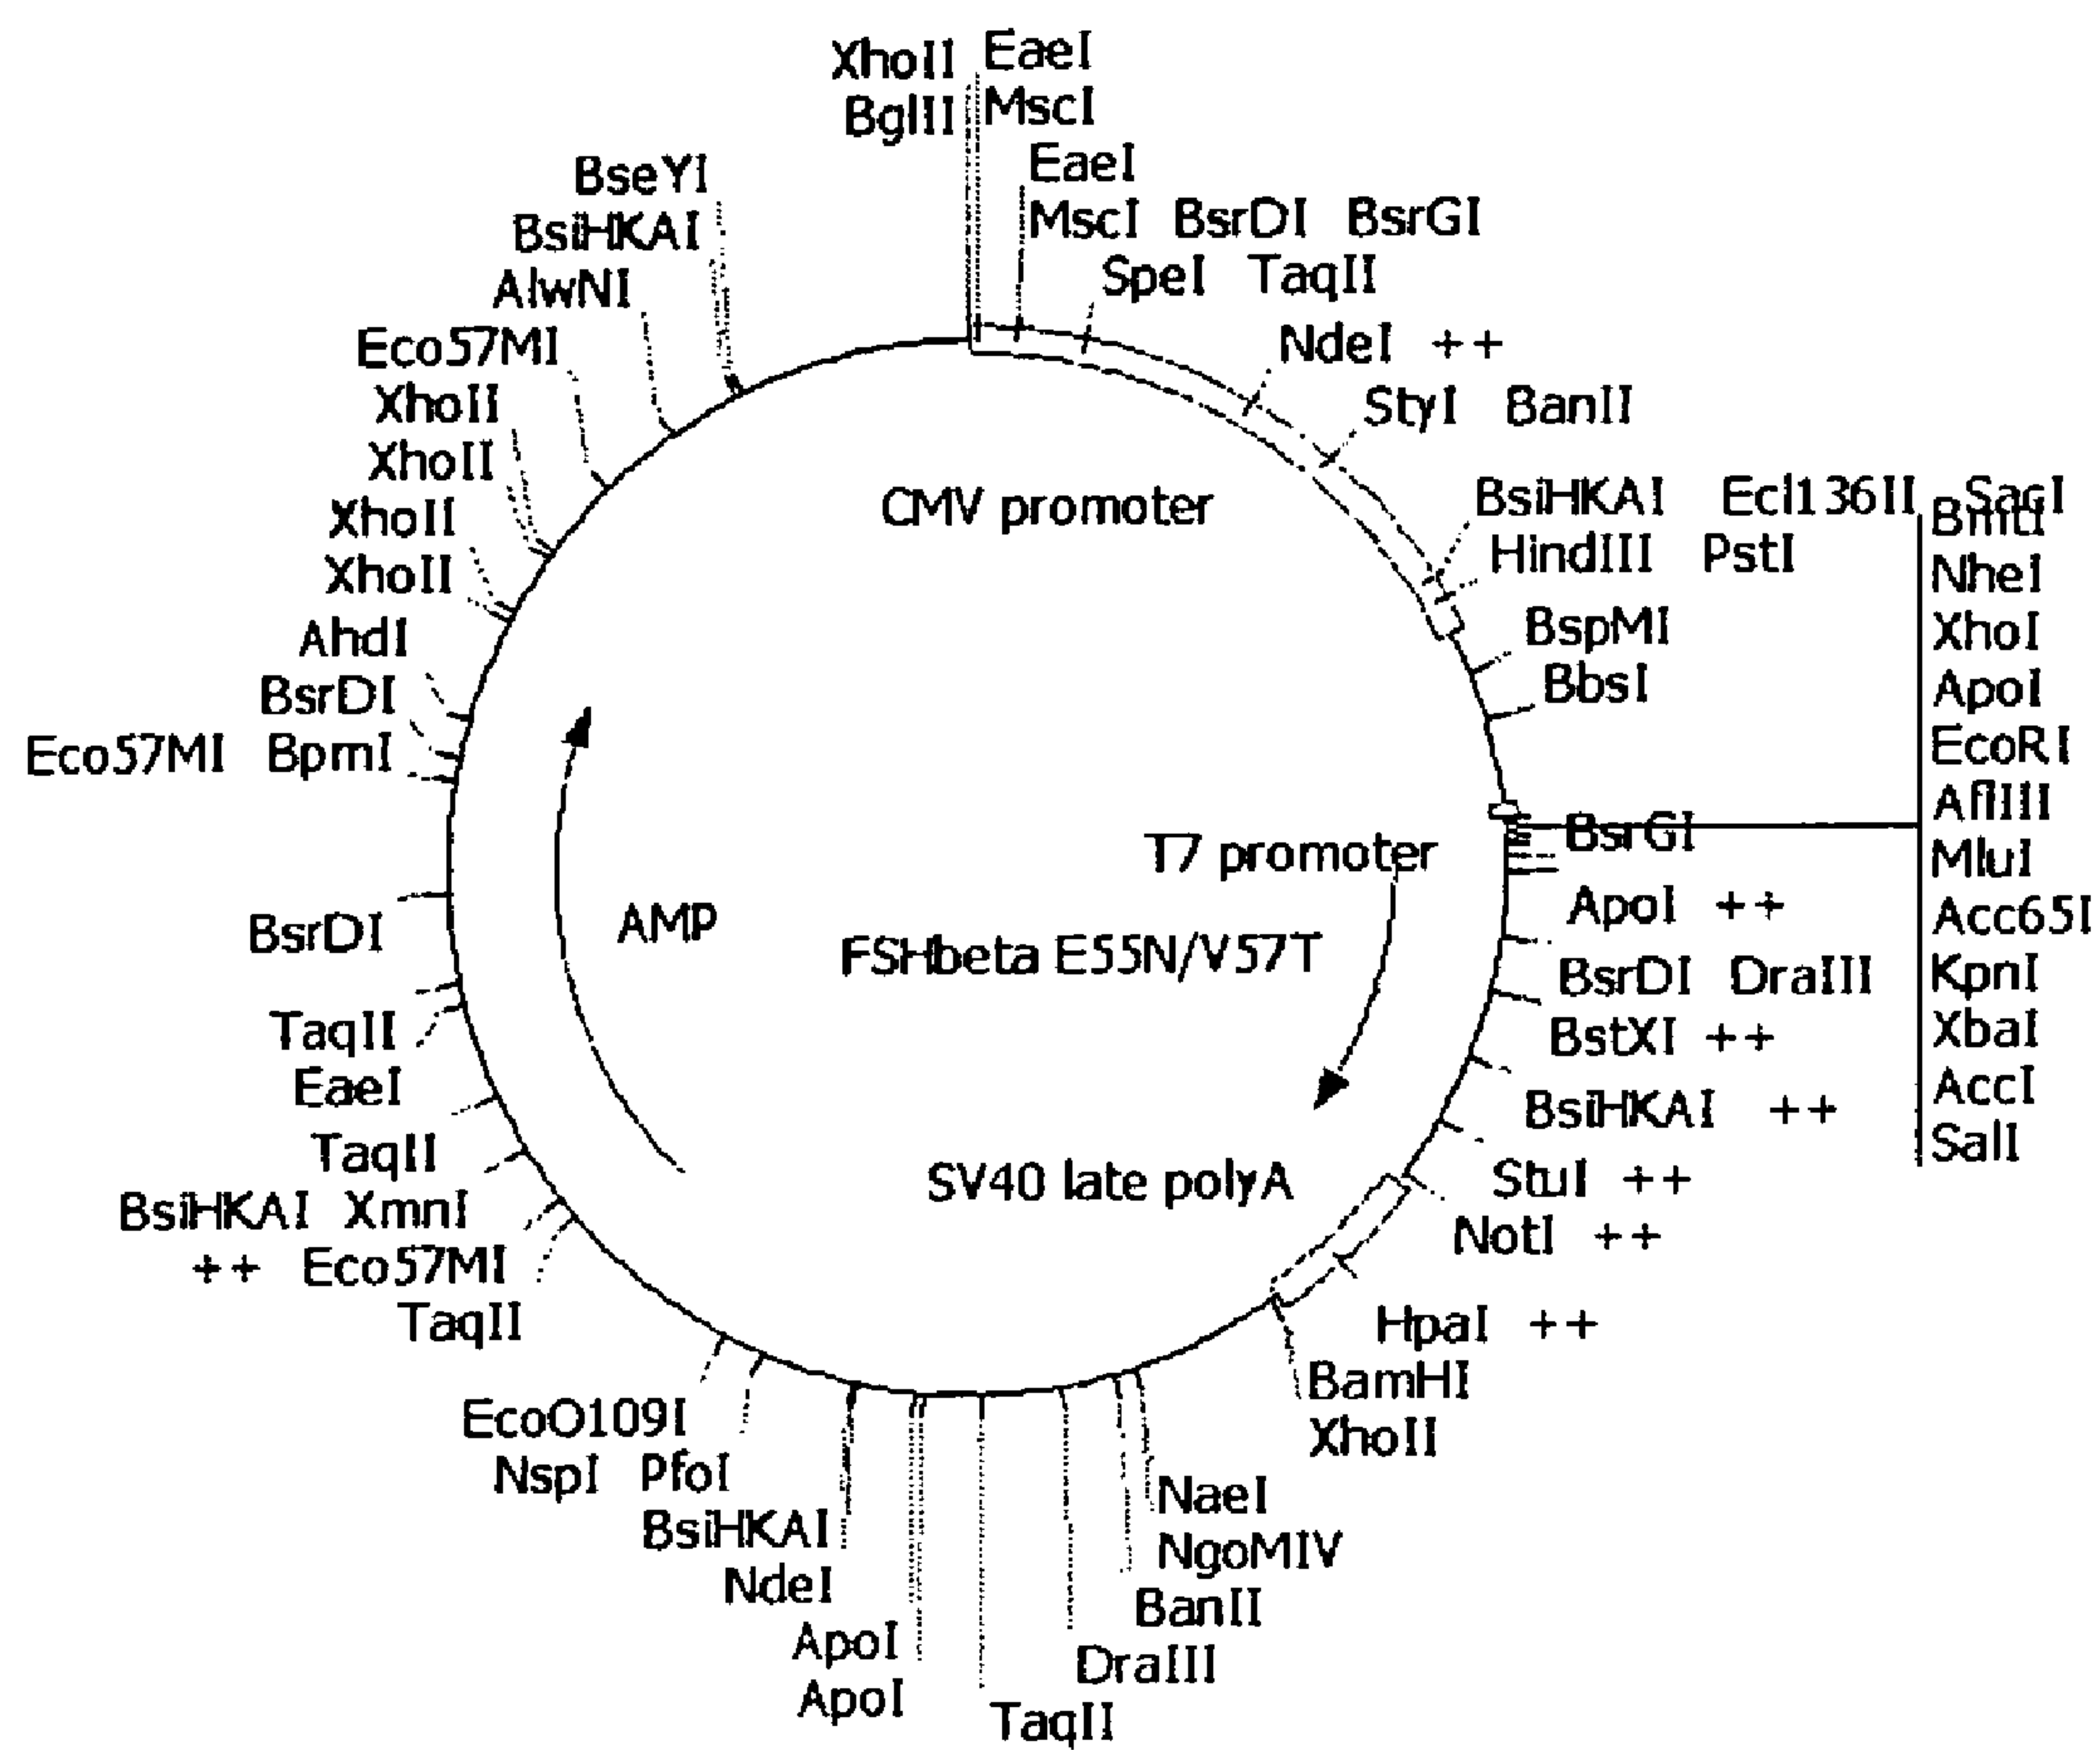 XhoII EaeI
BglII MscI
EaeI
BseYI
MscI BsrDI BsrGI
BsiHKAI
SpeI TaqII
AlwNI
NdeI ++
Eco57MI
StyI BanII
XhoII
XhoII
BsiHKAI Ecl136II SacI
CMV promoter
BmtI
XhoII
HindIII PstI
NheI
XhoII
BspMI
XhoI
AhdI
BbsI
ApoI
BsrDI
EcoRI
Eco57MI BpmI
AflIII
BsrGI
T7 promoter
MluI
ApoI ++
Acc65I
AMP
BsrDI
FSHbeta E55N/V57T
BsrDI DraIII
KpnI
TaqII
BstXI ++
XbaI
EaeI
BsiHKAI ++
AccI
TaqII
SalI
SV40 late polyA
StuI ++
BsiHKAI XmnI
NotI ++
++ Eco57MI
TaqII
HpaI ++
BamHI
EcoO109I
XhoII
NspI PfoI
NaeI
BsiHKAI
NgoMIV
NdeI
BanII
ApoI
DraIII
ApoI
TaqII